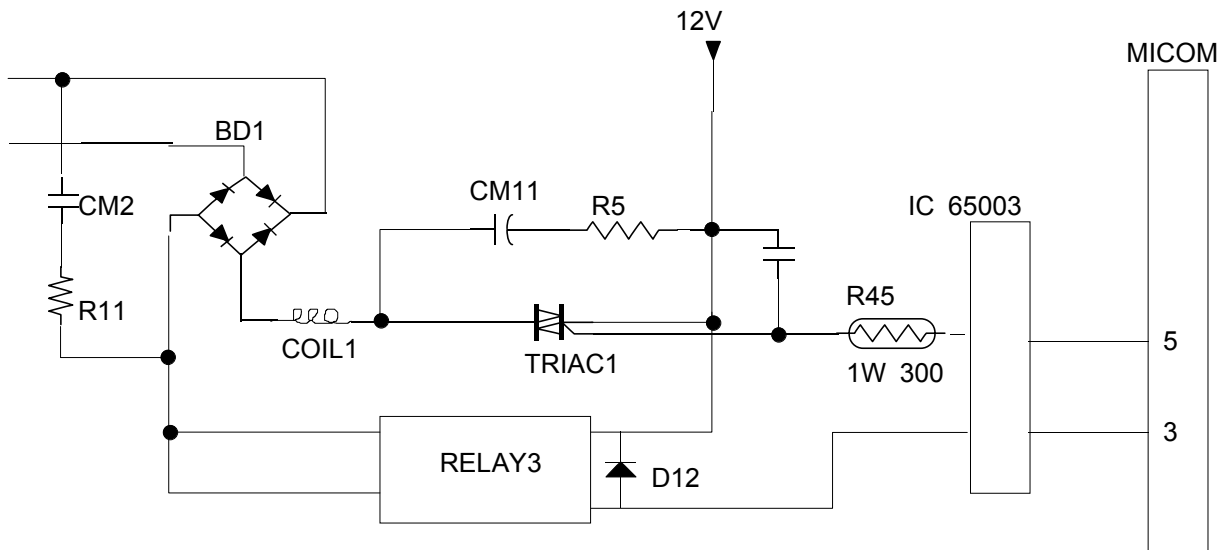 12V
MICOM
BD1
CM2
CM11
R5
IC 65003
R11
COIL1
TRIAC1
R45
1W 300
5
RELAY3
D12
3